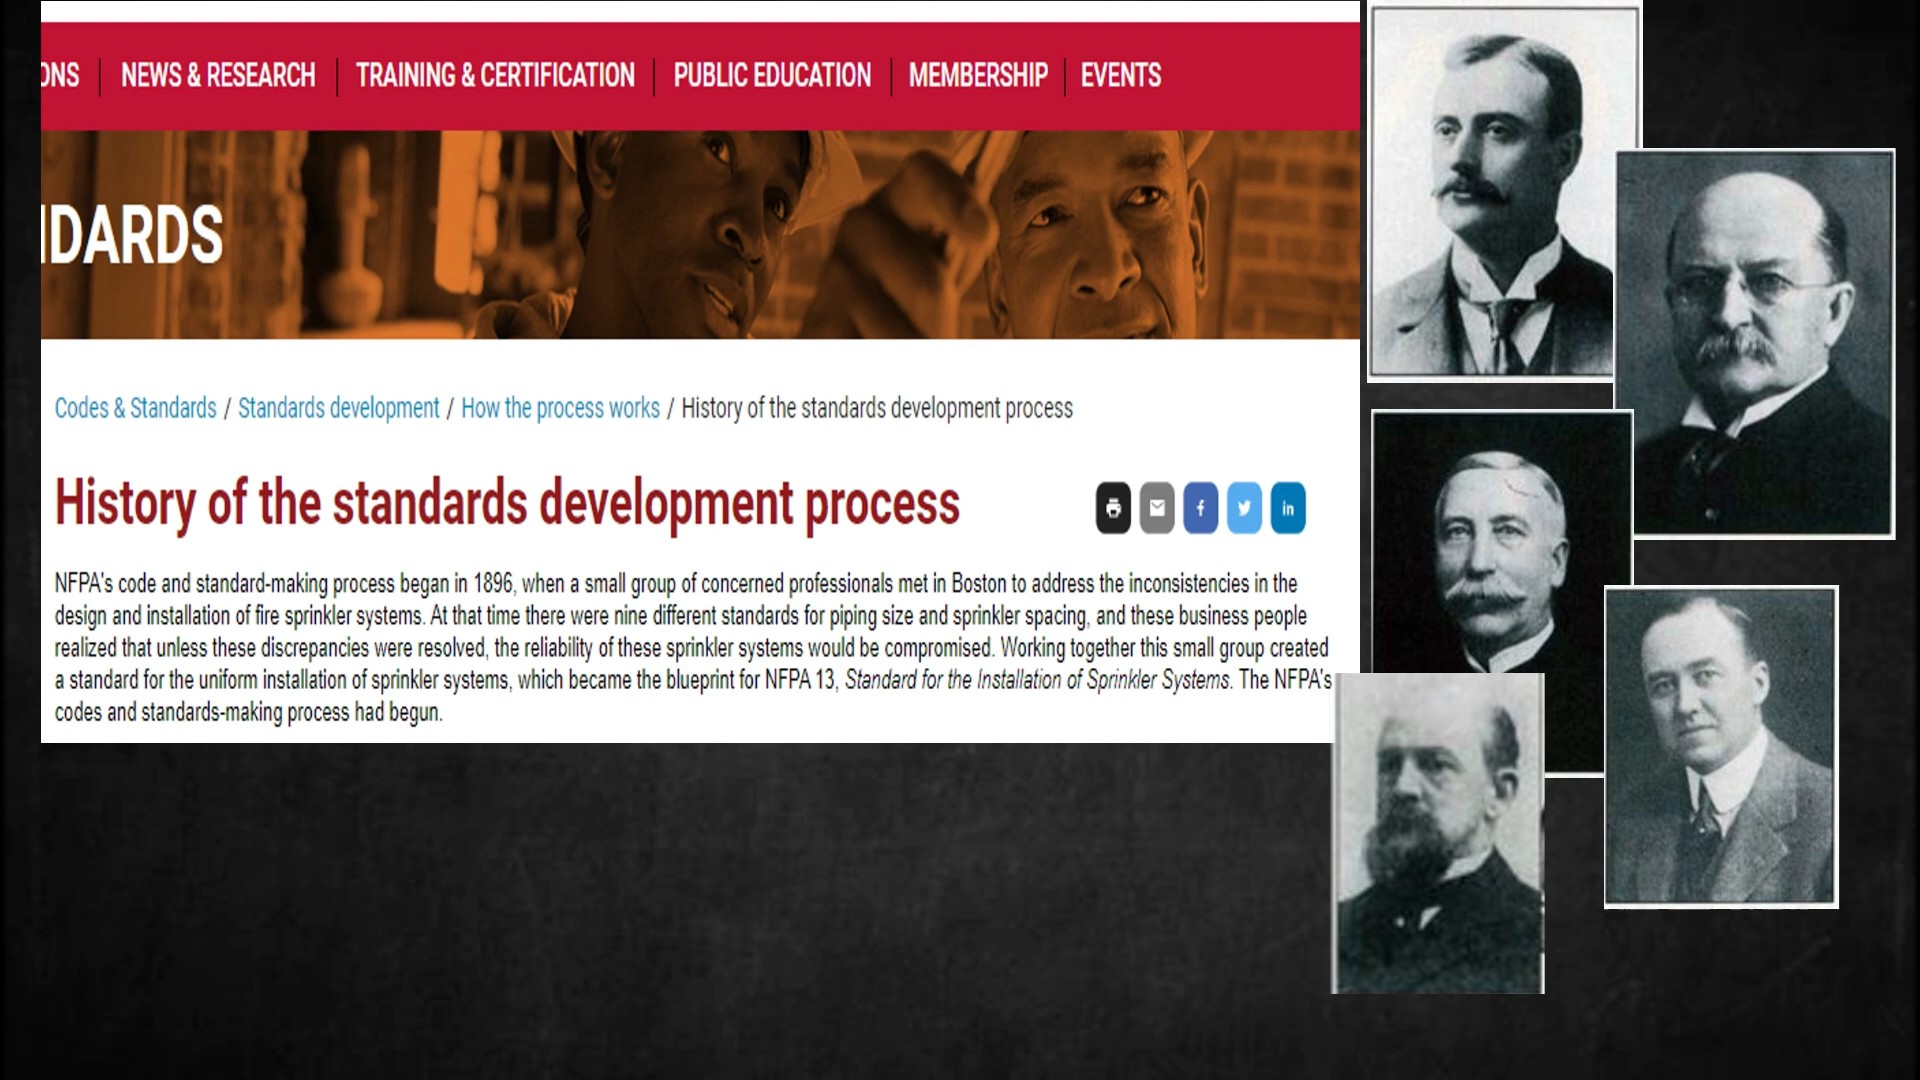 ONS NEWS & RESEARCH TRAINING & CERTIFICATION PUBLIC EDUCATION MEMBERSHIP EVENTS
NDARDS
Codes & Standards / Standards development / How the process works / History of the standards development process
History of the standards development process
NFPA's code and standard-making process began in 1896, when a small group of concerned professionals met in Boston to address the inconsistencies in the
design and installation of fire sprinkler systems. At that time there were nine different standards for piping size and sprinkler spacing, and these business people
realized that unless these discrepancies were resolved, the reliability of these sprinkler systems would be compromised. Working together this small group created
a standard for the uniform installation of sprinkler systems, which became the blueprint for NFPA 13, Standard for the Installation of Sprinkler Systems. The NFPA's
codes and standards-making process had begun.